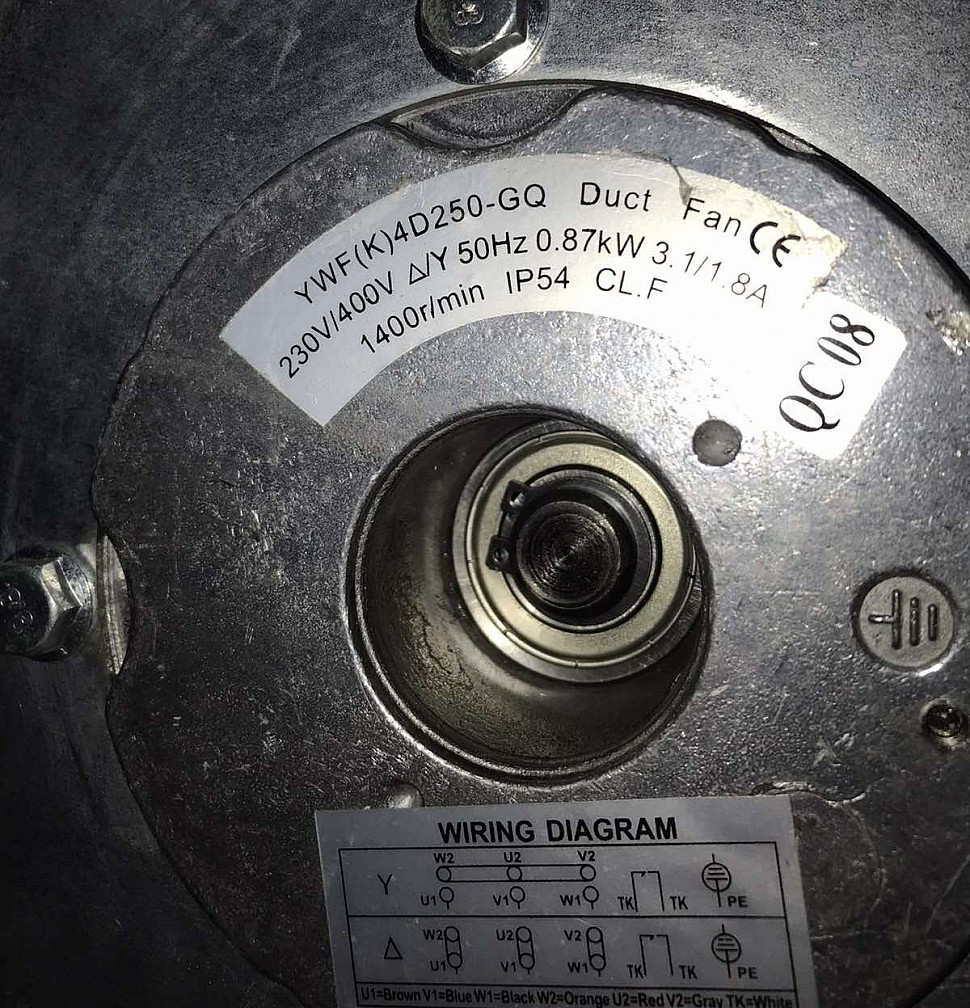 YWF(K)4D250-GQ Duct Fan CE
230V/400V Δ/Y 50Hz 0.87kW 3.1/1.8A
1400r/min IP54 CL.F
QC08
WIRING DIAGRAM
W2 U2 V2
Y
U1 V1 W1 TK TK PE
W2 U2 V2
Δ
U1 V1 W1 TK TK PE
U1=Brown V1=Blue W1=Black W2=Orange U2=Red V2=Gray TK=White